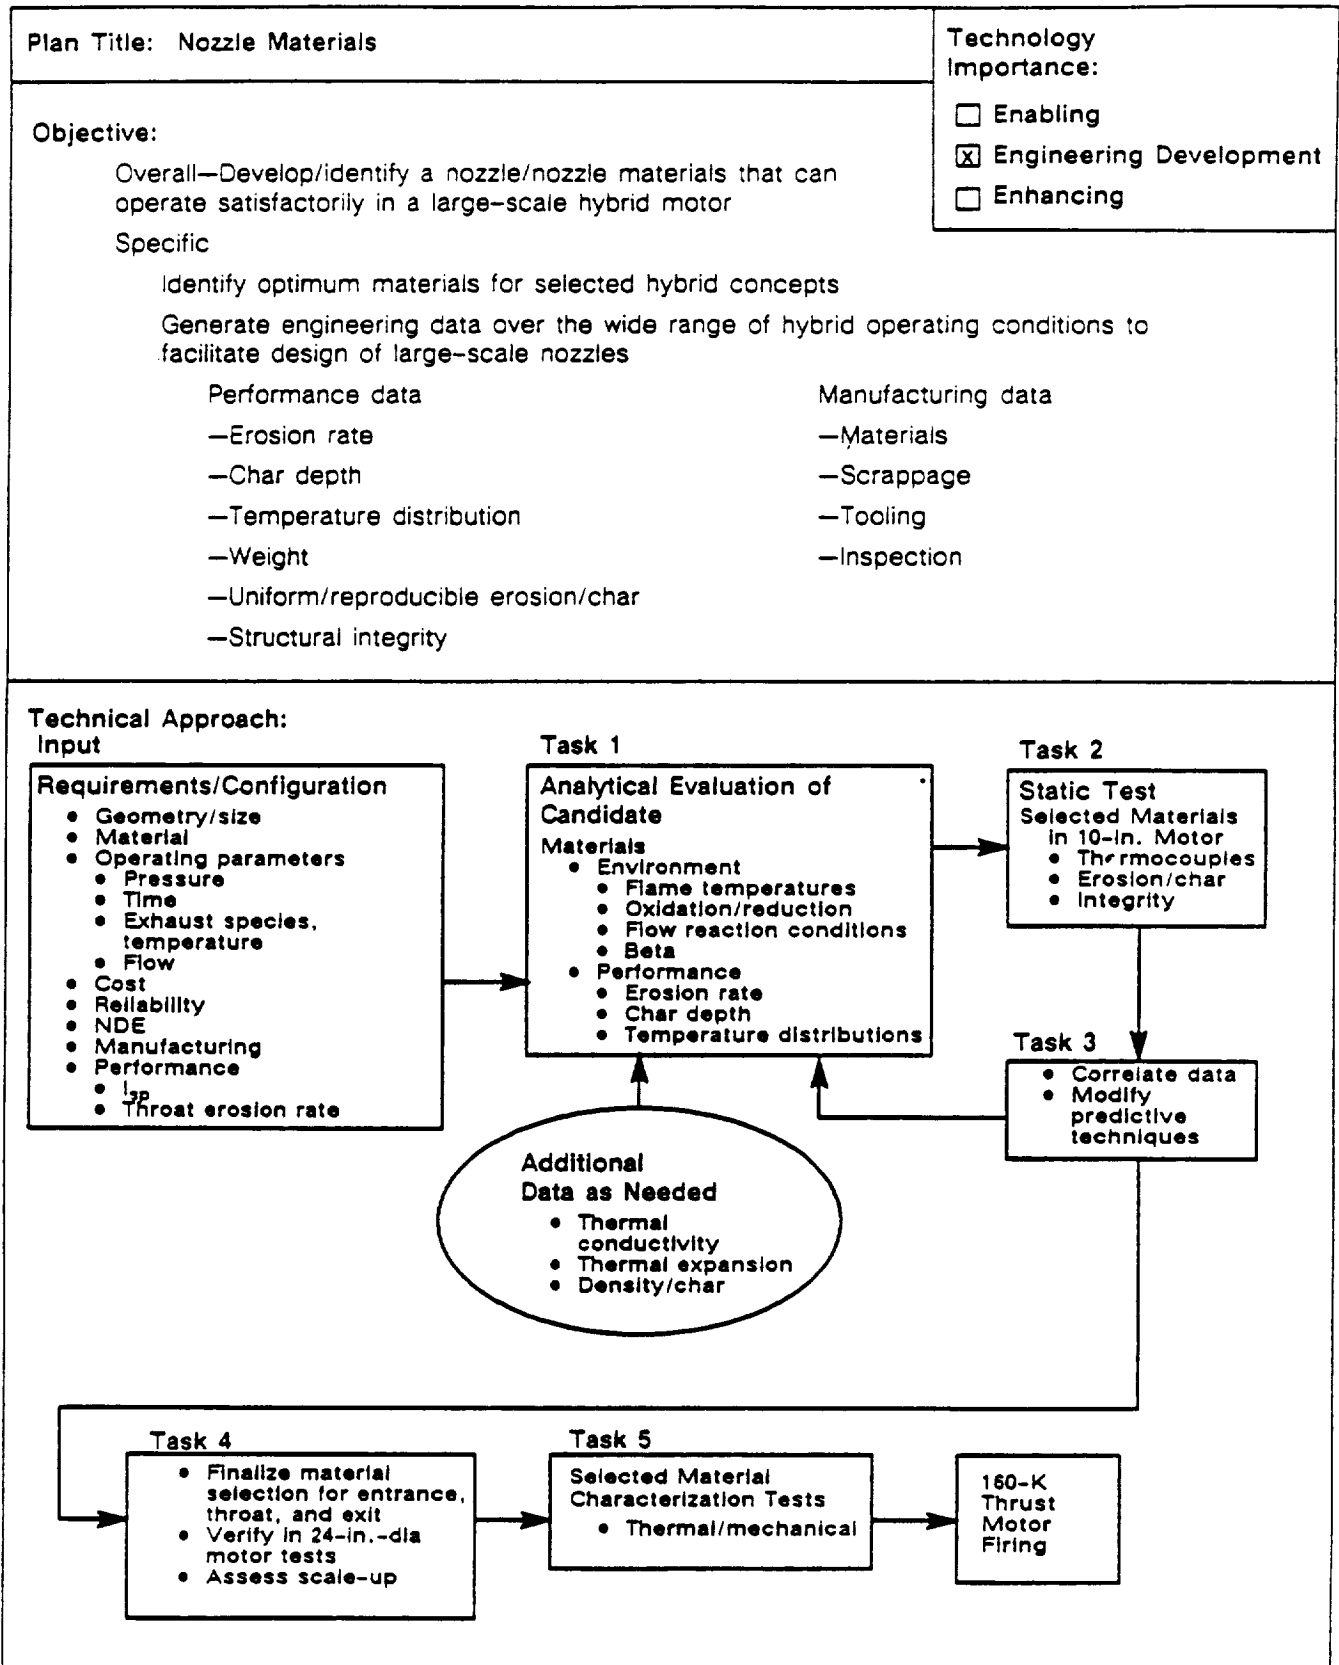 Plan Title: Nozzle Materials
Technology
Importance:
☐ Enabling
☒ Engineering Development
☐ Enhancing
Objective:
Overall—Develop/identify a nozzle/nozzle materials that can
operate satisfactorily in a large-scale hybrid motor
Specific
Identify optimum materials for selected hybrid concepts
Generate engineering data over the wide range of hybrid operating conditions to
facilitate design of large-scale nozzles
Performance data
—Erosion rate
—Char depth
—Temperature distribution
—Weight
—Uniform/reproducible erosion/char
—Structural integrity
Manufacturing data
—Materials
—Scrappage
—Tooling
—Inspection
Technical Approach:
Input
Requirements/Configuration
• Geometry/size
• Material
• Operating parameters
• Pressure
• Time
• Exhaust species,
temperature
• Flow
• Cost
• Reliability
• NDE
• Manufacturing
• Performance
• Isp
• Throat erosion rate
Task 1
Analytical Evaluation of
Candidate
Materials
• Environment
• Flame temperatures
• Oxidation/reduction
• Flow reaction conditions
• Beta
• Performance
• Erosion rate
• Char depth
• Temperature distributions
Task 2
Static Test
Selected Materials
in 10-in. Motor
• Thermocouples
• Erosion/char
• Integrity
Task 3
• Correlate data
• Modify
predictive
techniques
Additional
Data as Needed
• Thermal
conductivity
• Thermal expansion
• Density/char
Task 4
• Finalize material
selection for entrance,
throat, and exit
• Verify in 24-in.-dia
motor tests
• Assess scale-up
Task 5
Selected Material
Characterization Tests
• Thermal/mechanical
160-K
Thrust
Motor
Firing